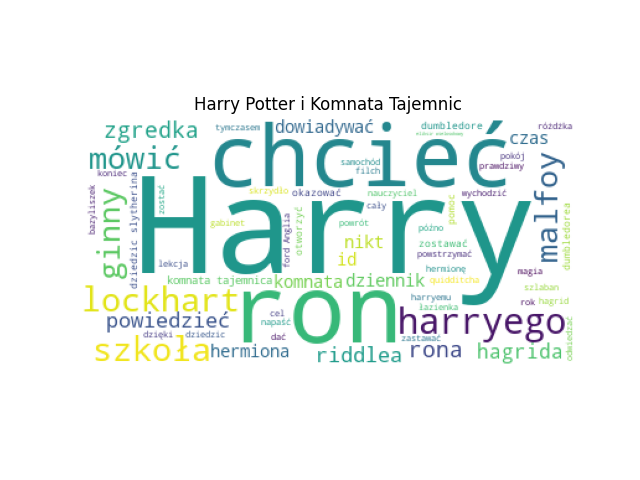 Harry Potter i Komnata Tajemnic
zgredka
tymczasem
dowiadywać
dumbledore
różdżka
czas
mówić
chcieć
samochód
filch
pokój
prawdziwy
koniec
bazyliszek
ginny
dziedzic slytherina
zostać
skrzydło
okazować
nauczyciel
wychodzić
malfoy
dumbledorea
Harry
cały
pomoc
gabinet
ford Anglia
otworzyć
powrót
nikt
id
późno
zostawać
powstrzymać
lekcja
hermionę
magia
komnata tajemnica
komnata
dziennik
quidditcha
szlaban
lockhart
ron
harryemu
łazienka
rok
hagrid
powiedzieć
cel
napaść
harryego
odwiedzać
dzięki
dziedzic
dać
zastawać
szkoła
hermiona
riddlea
rona
hagrida